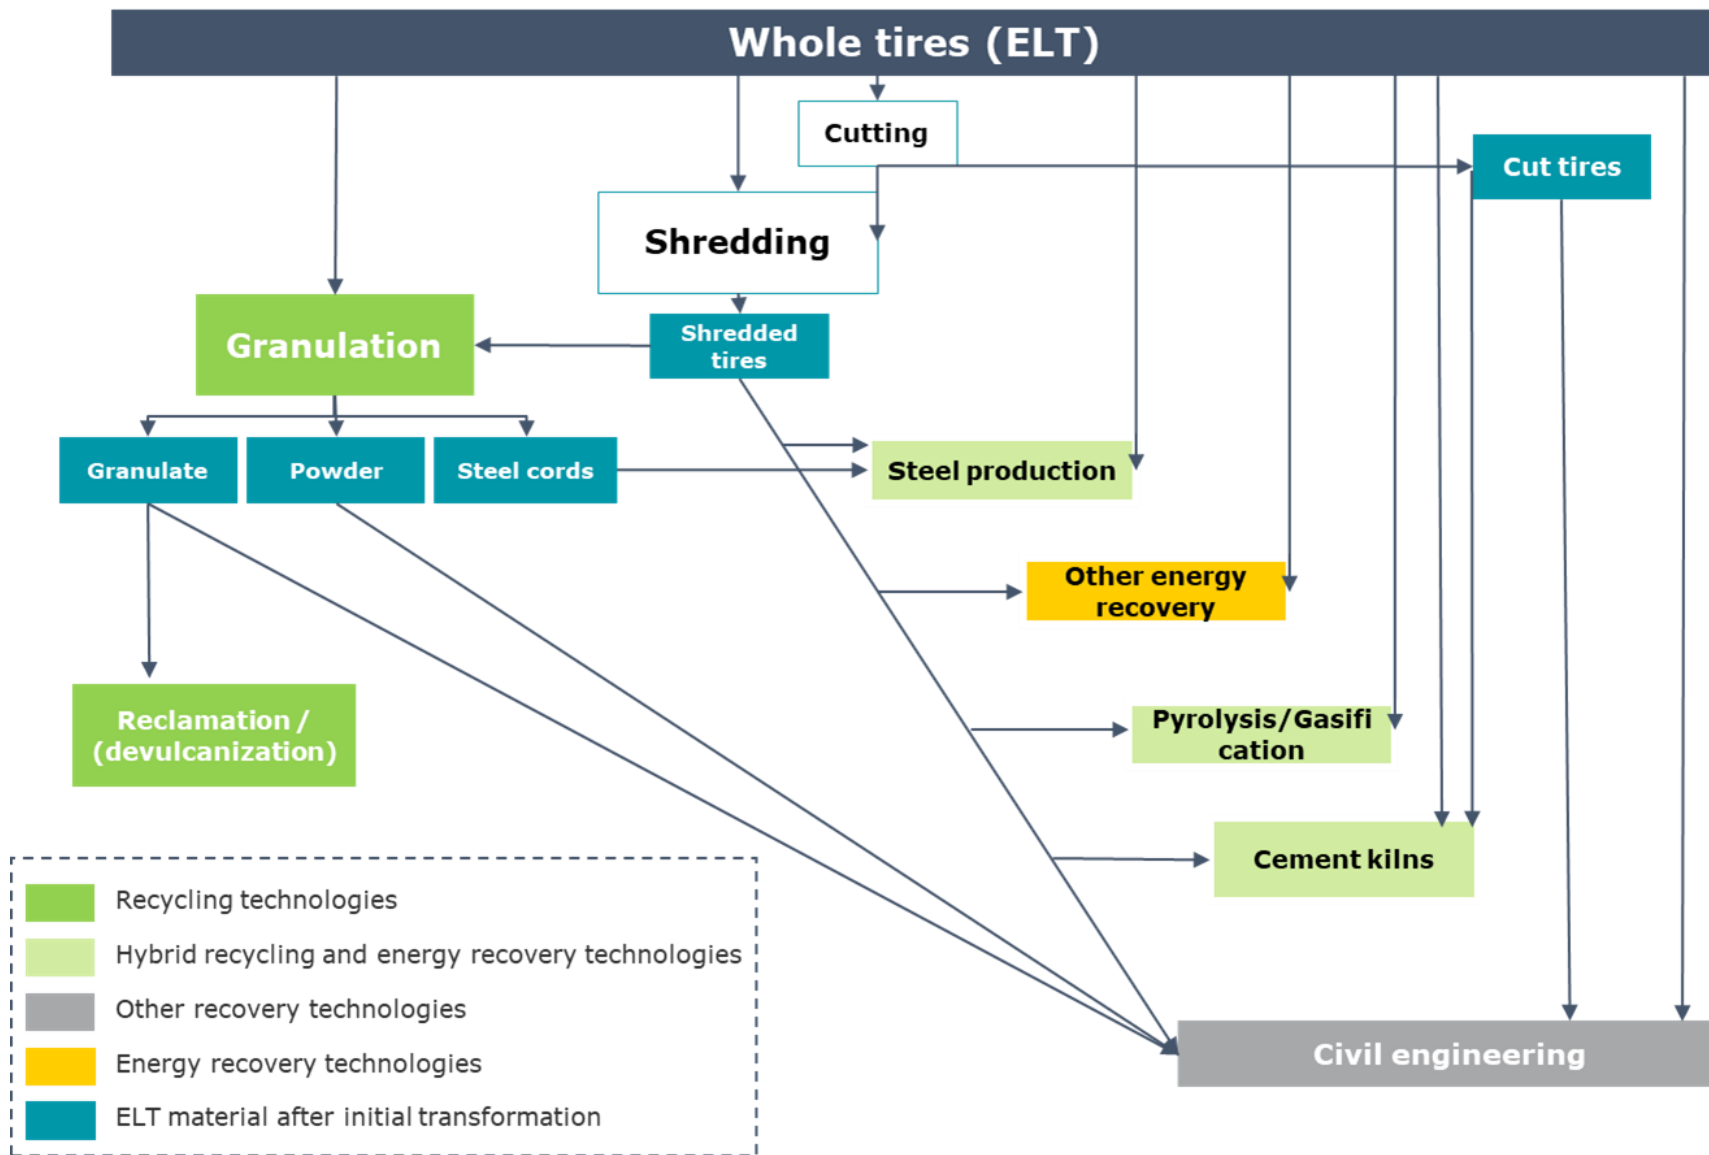 Whole tires (ELT)
Cutting
Cut tires
Shredding
Granulation
Shredded
tires
Granulate
Powder
Steel cords
Steel production
Other energy
recovery
Reclamation /
(devulcanization)
Pyrolysis/Gasifi
cation
Cement kilns
Civil engineering
Recycling technologies
Hybrid recycling and energy recovery technologies
Other recovery technologies
Energy recovery technologies
ELT material after initial transformation